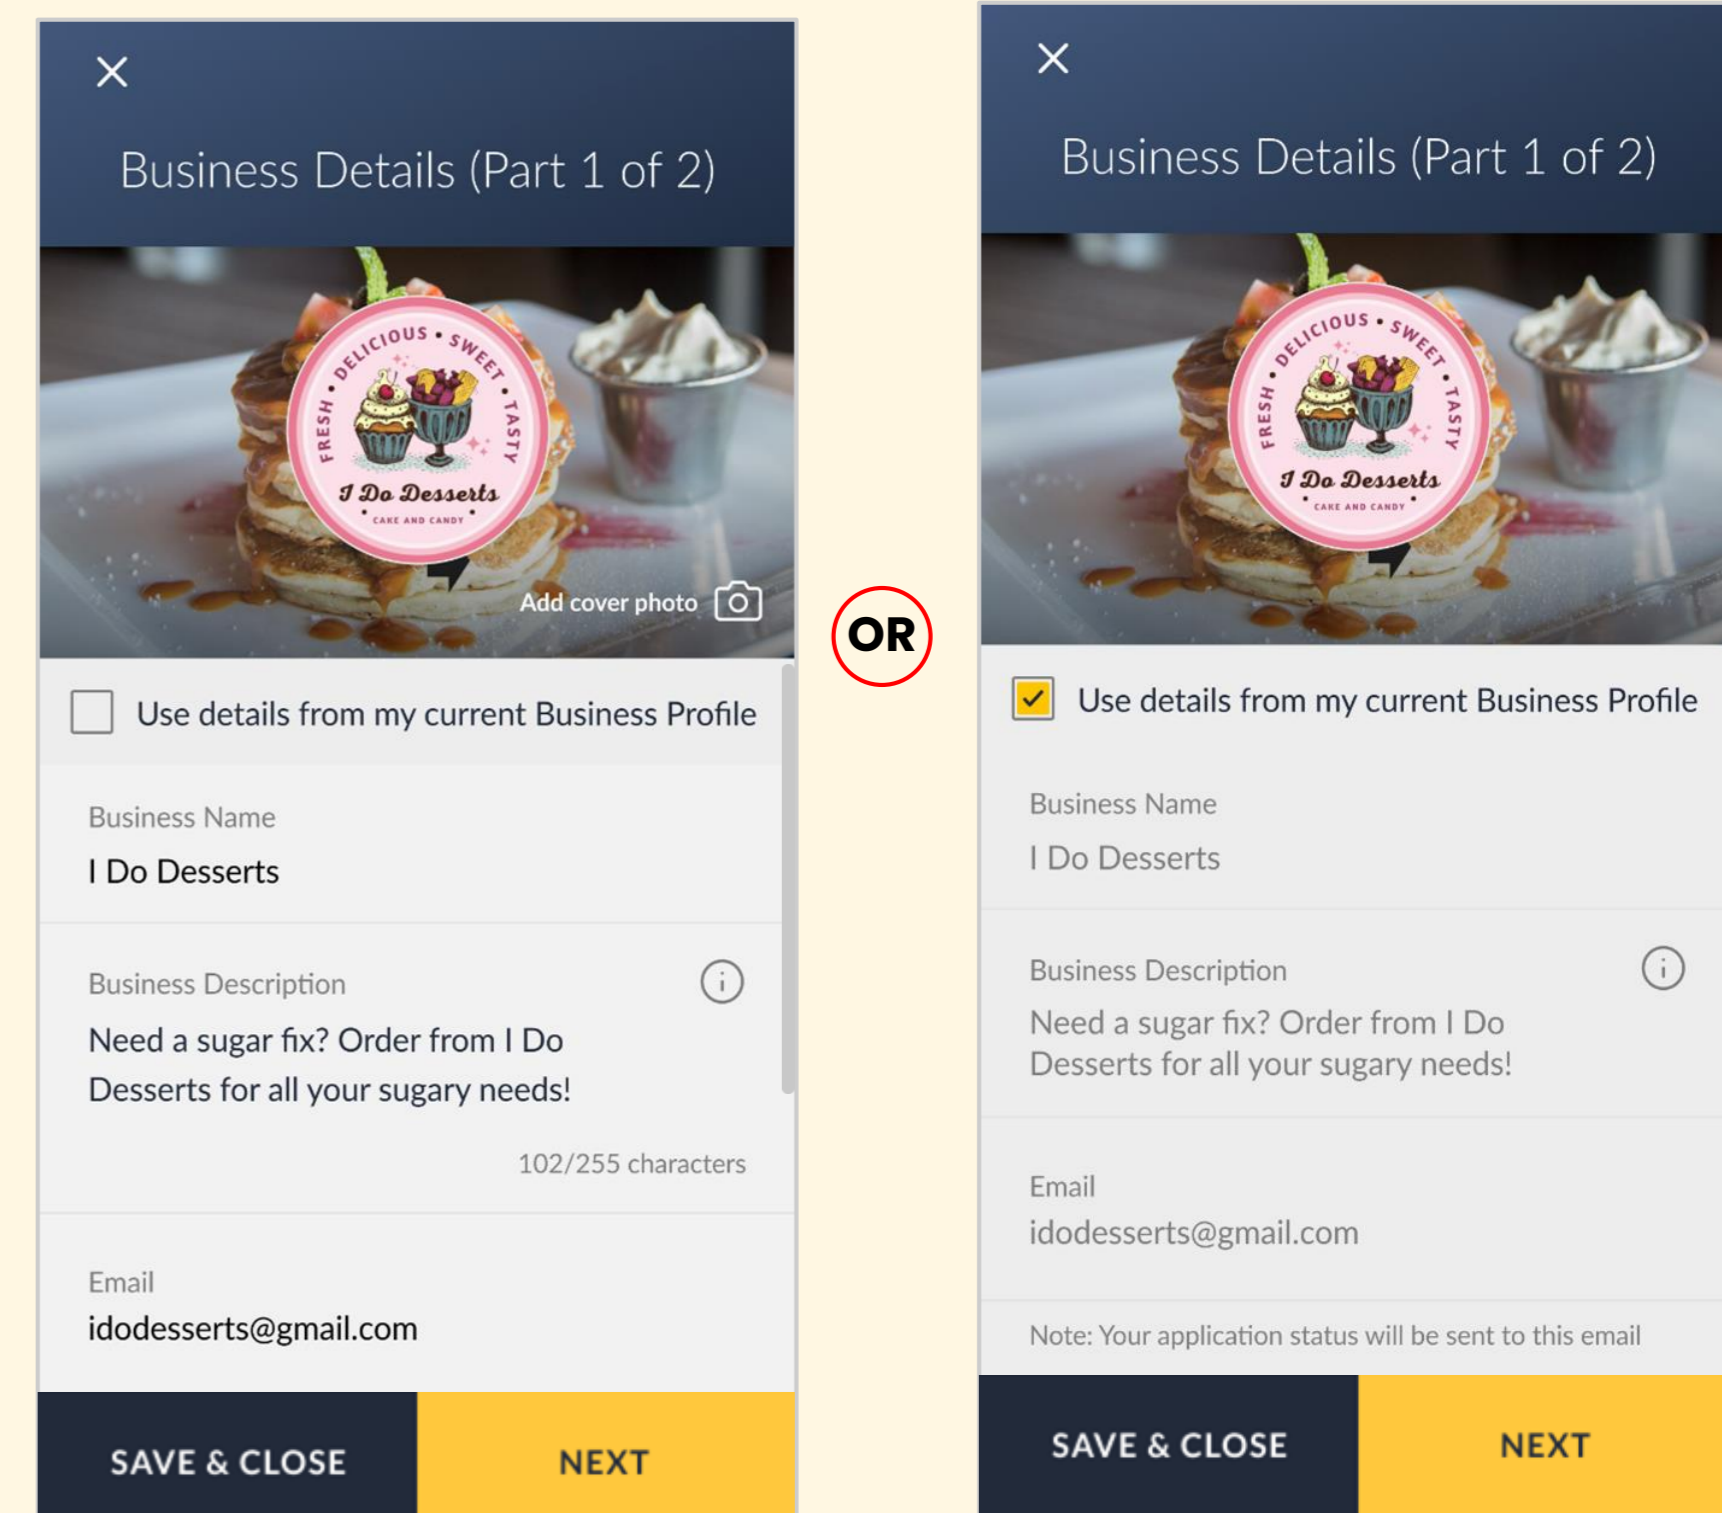 Business Details (Part 1 of 2)
FRESH • DELICIOUS • SWEET • TASTY
I Do Desserts
• CAKE AND CANDY •
Add cover photo
Use details from my current Business Profile
Business Name
I Do Desserts
Business Description
Need a sugar fix? Order from I Do
Desserts for all your sugary needs!
102/255 characters
Email
idodesserts@gmail.com
SAVE & CLOSE
NEXT
OR
Business Details (Part 1 of 2)
FRESH • DELICIOUS • SWEET • TASTY
I Do Desserts
• CAKE AND CANDY •
Use details from my current Business Profile
Business Name
I Do Desserts
Business Description
Need a sugar fix? Order from I Do
Desserts for all your sugary needs!
Email
idodesserts@gmail.com
Note: Your application status will be sent to this email
SAVE & CLOSE
NEXT